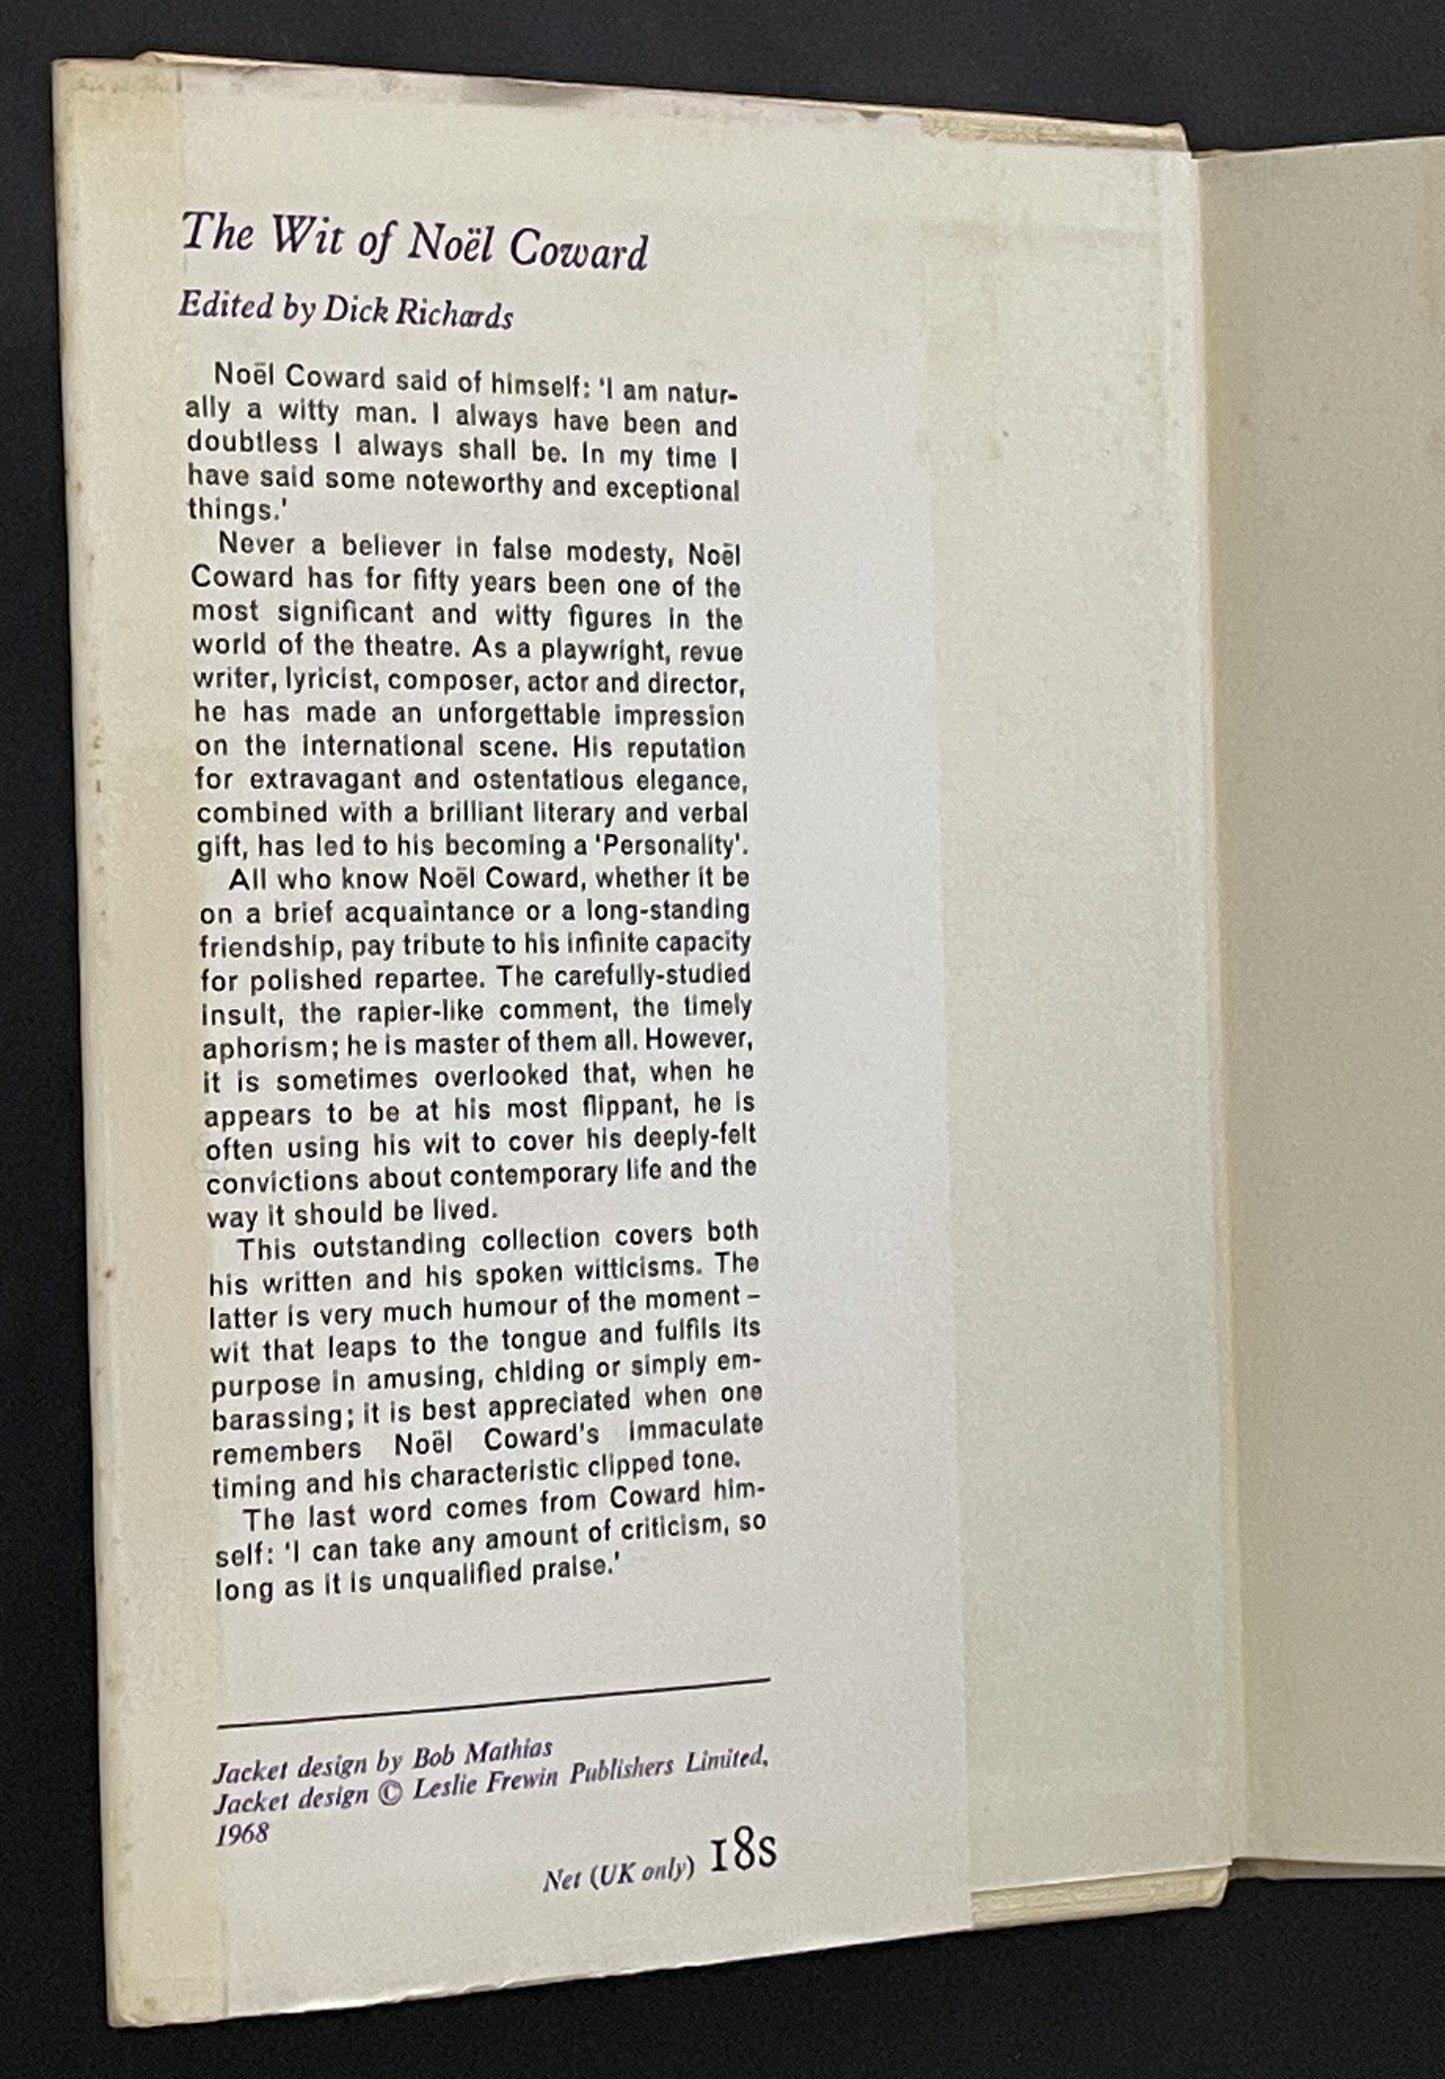 The Wit of Noël Coward
Edited by Dick Richards
Noël Coward said of himself: 'I am natur-
ally a witty man. I always have been and
doubtless I always shall be. In my time I
have said some noteworthy and exceptional
things.'
Never a believer in false modesty, Noël
Coward has for fifty years been one of the
most significant and witty figures in the
world of the theatre. As a playwright, revue
writer, lyricist, composer, actor and director,
he has made an unforgettable impression
on the international scene. His reputation
for extravagant and ostentatious elegance,
combined with a brilliant literary and verbal
gift, has led to his becoming a 'Personality'.
All who know Noël Coward, whether it be
on a brief acquaintance or a long-standing
friendship, pay tribute to his infinite capacity
for polished repartee. The carefully-studied
insult, the rapier-like comment, the timely
aphorism; he is master of them all. However,
it is sometimes overlooked that, when he
appears to be at his most flippant, he is
often using his wit to cover his deeply-felt
convictions about contemporary life and the
way it should be lived.
This outstanding collection covers both
his written and his spoken witticisms. The
latter is very much humour of the moment –
wit that leaps to the tongue and fulfils its
purpose in amusing, chiding or simply em-
barassing; it is best appreciated when one
remembers Noël Coward's immaculate
timing and his characteristic clipped tone.
The last word comes from Coward him-
self: 'I can take any amount of criticism, so
long as it is unqualified praise.'
Jacket design by Bob Mathias
Jacket design © Leslie Frewin Publishers Limited,
1968
Net (UK only) 18s